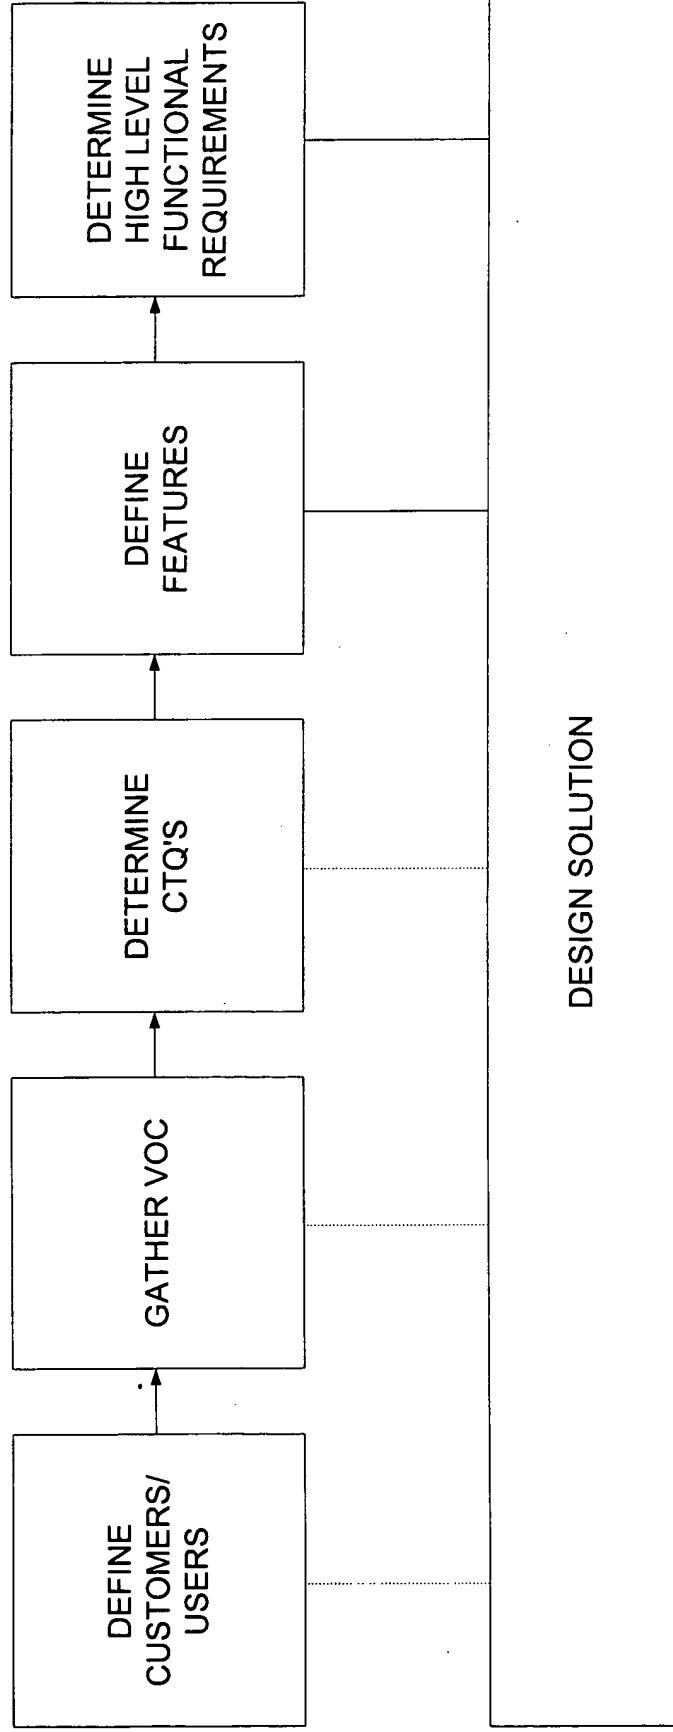 DEFINE
CUSTOMERS/
USERS
GATHER VOC
DETERMINE
CTQ'S
DEFINE
FEATURES
DETERMINE
HIGH LEVEL
FUNCTIONAL
REQUIREMENTS
DESIGN SOLUTION